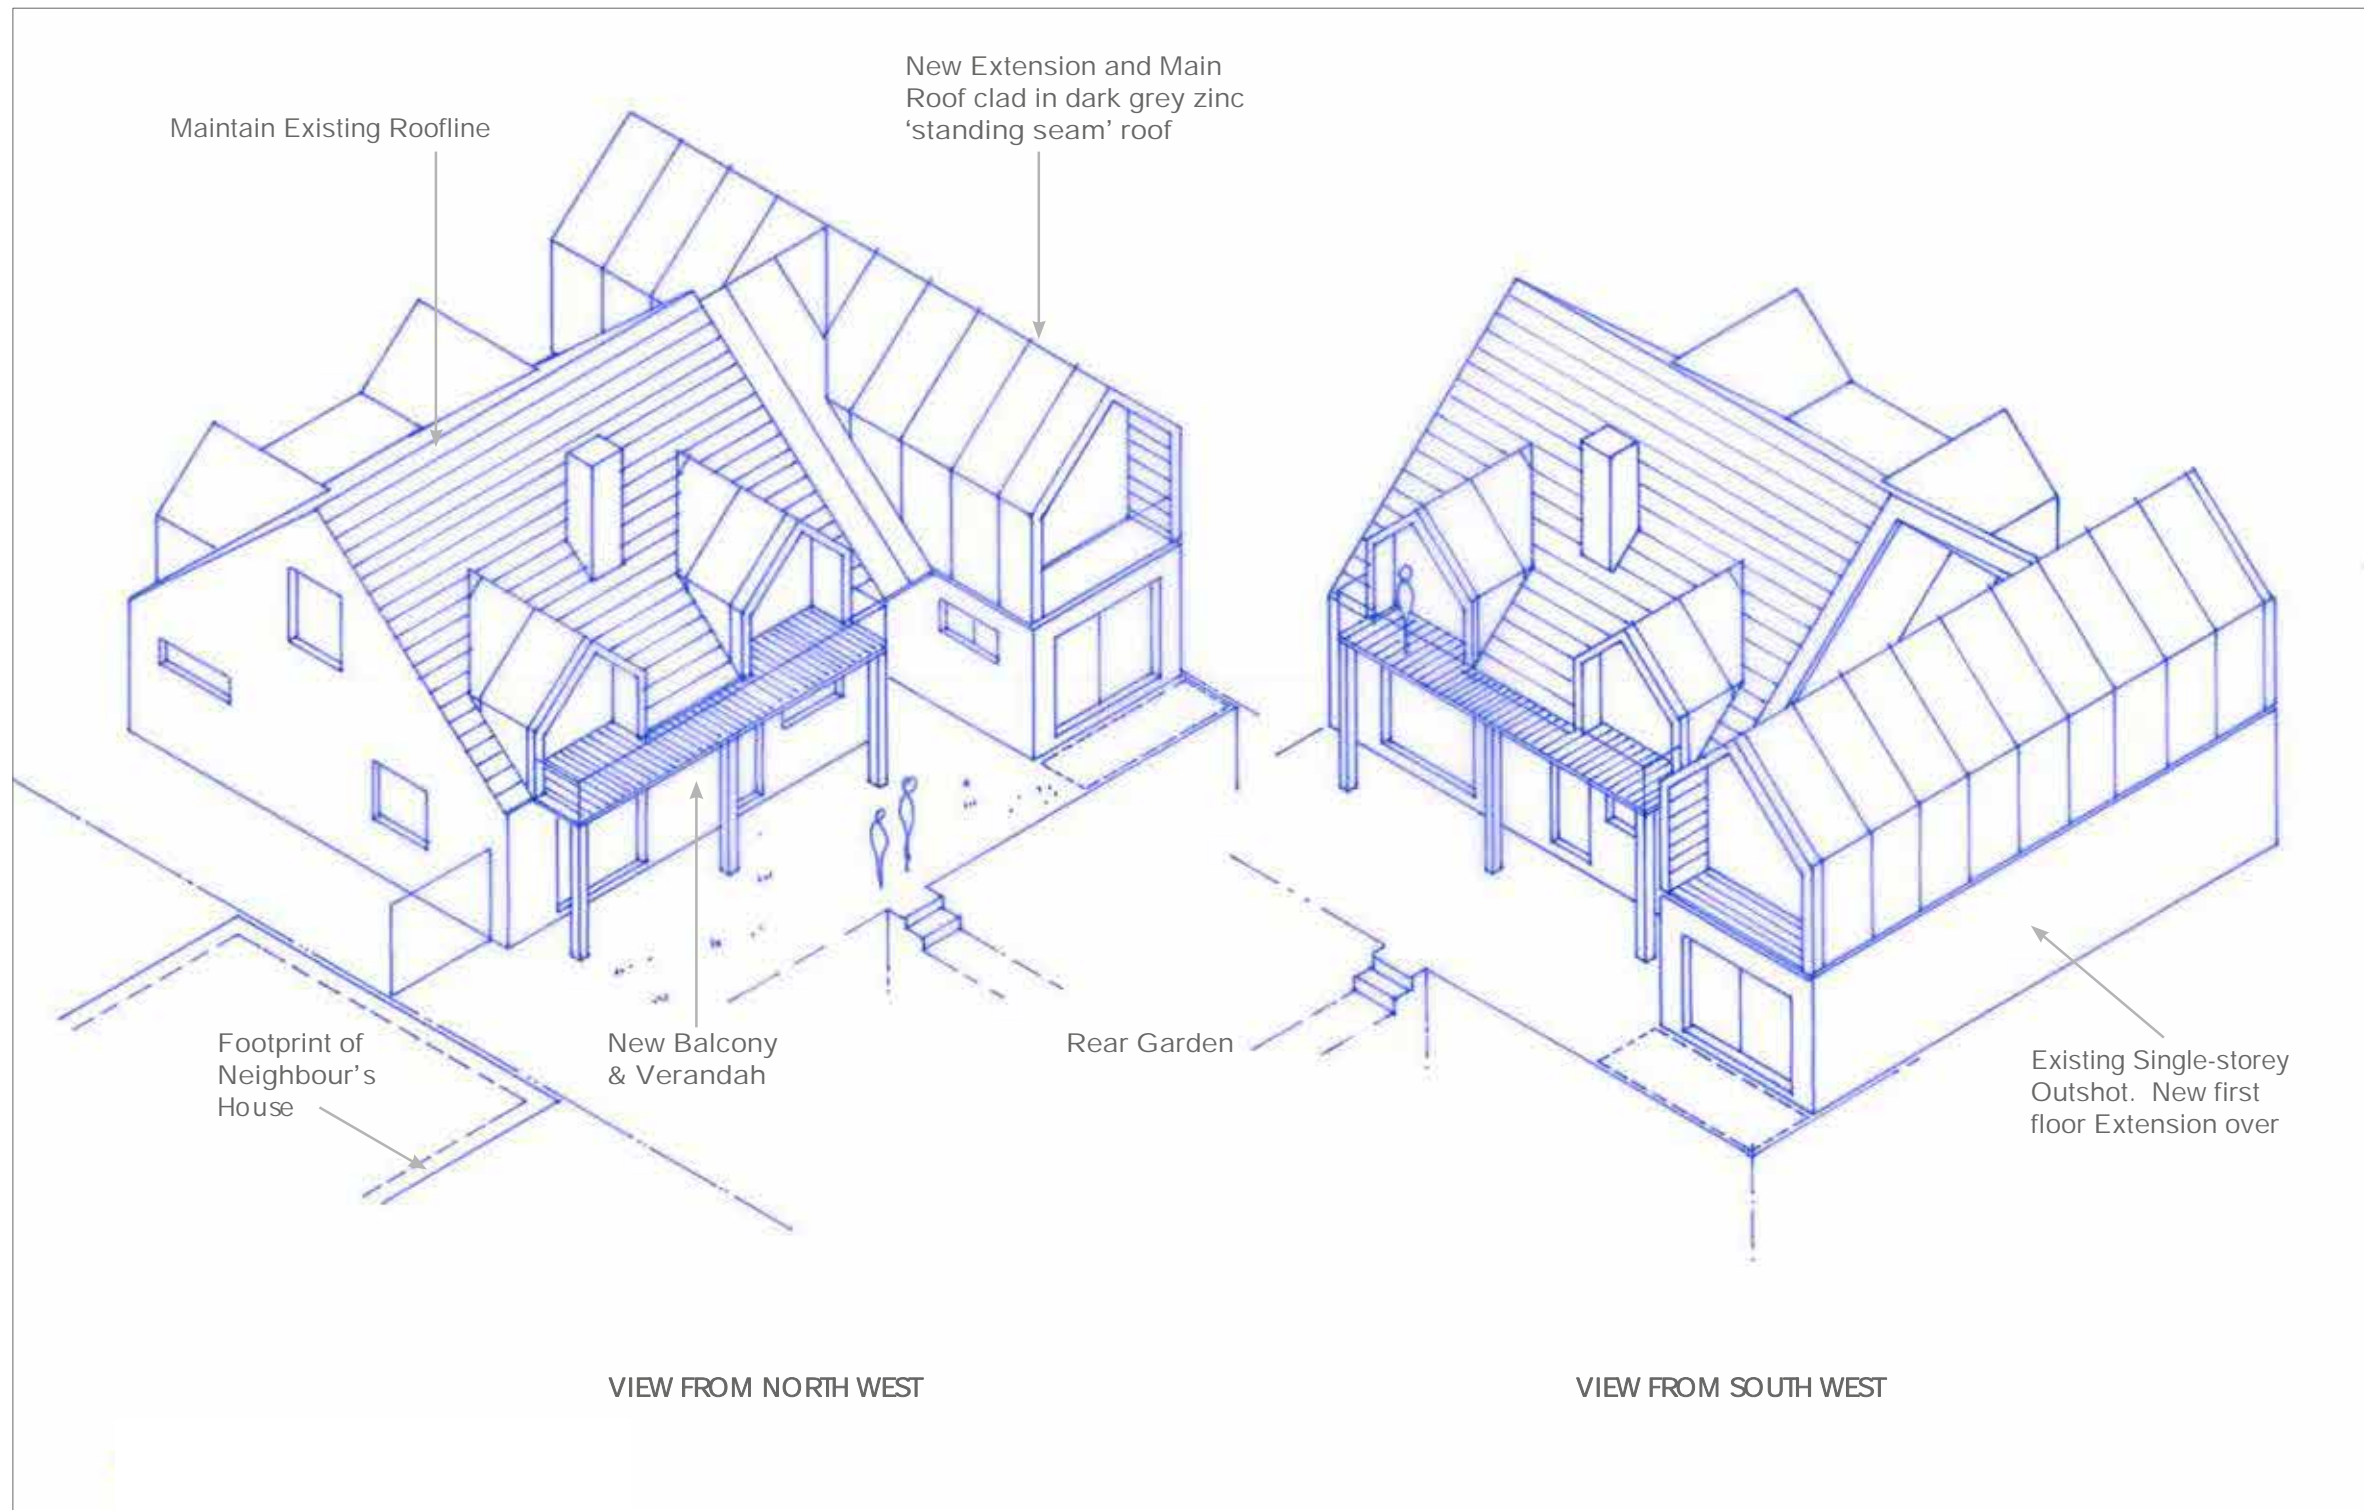 New Extension and Main
Roof clad in dark grey zinc
‘standing seam’ roof
Maintain Existing Roofline
Footprint of
Neighbour’s
House
New Balcony
& Verandah
Rear Garden
Existing Single-storey
Outshot.  New first
floor Extension over
VIEW FROM NORTH WEST
VIEW FROM SOUTH WEST